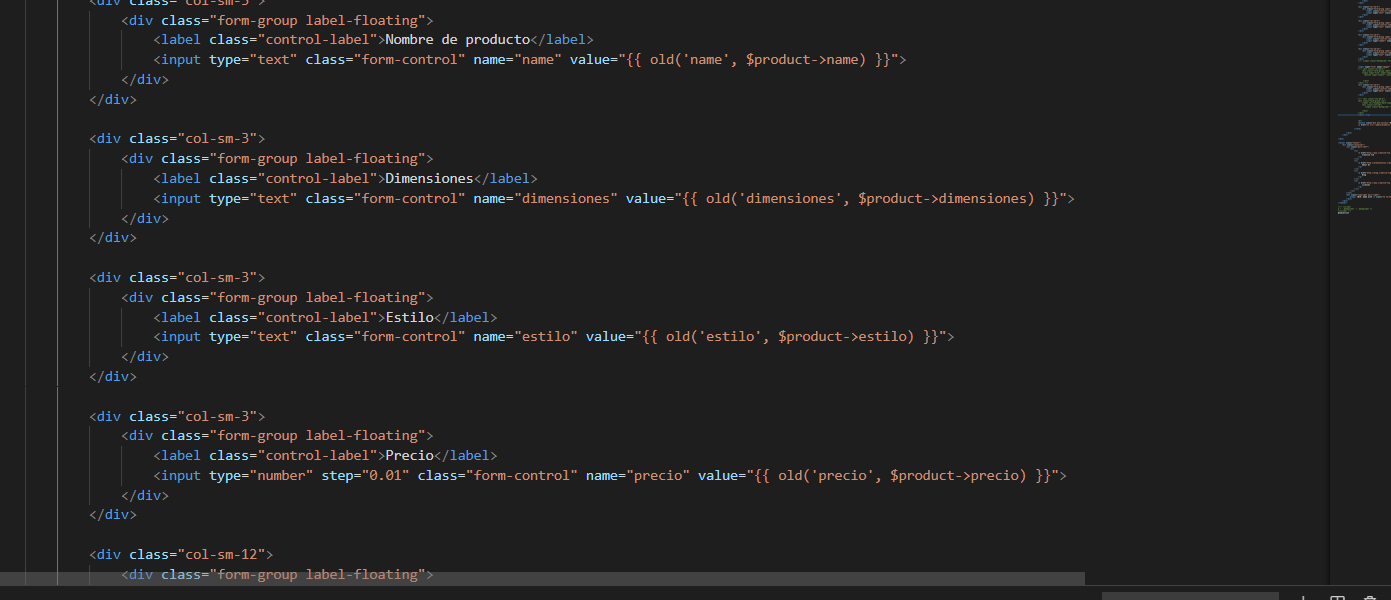 <div class="col-sm-3">
<div class="form-group label-floating">
<label class="control-label">Nombre de producto</label>
<input type="text" class="form-control" name="name" value="{{ old('name', $product->name) }}">
</div>
</div>
<div class="col-sm-3">
<div class="form-group label-floating">
<label class="control-label">Dimensiones</label>
<input type="text" class="form-control" name="dimensiones" value="{{ old('dimensiones', $product->dimensiones) }}">
</div>
</div>
<div class="col-sm-3">
<div class="form-group label-floating">
<label class="control-label">Estilo</label>
<input type="text" class="form-control" name="estilo" value="{{ old('estilo', $product->estilo) }}">
</div>
</div>
<div class="col-sm-3">
<div class="form-group label-floating">
<label class="control-label">Precio</label>
<input type="number" step="0.01" class="form-control" name="precio" value="{{ old('precio', $product->precio) }}">
</div>
</div>
<div class="col-sm-12">
<div class="form-group label-floating">